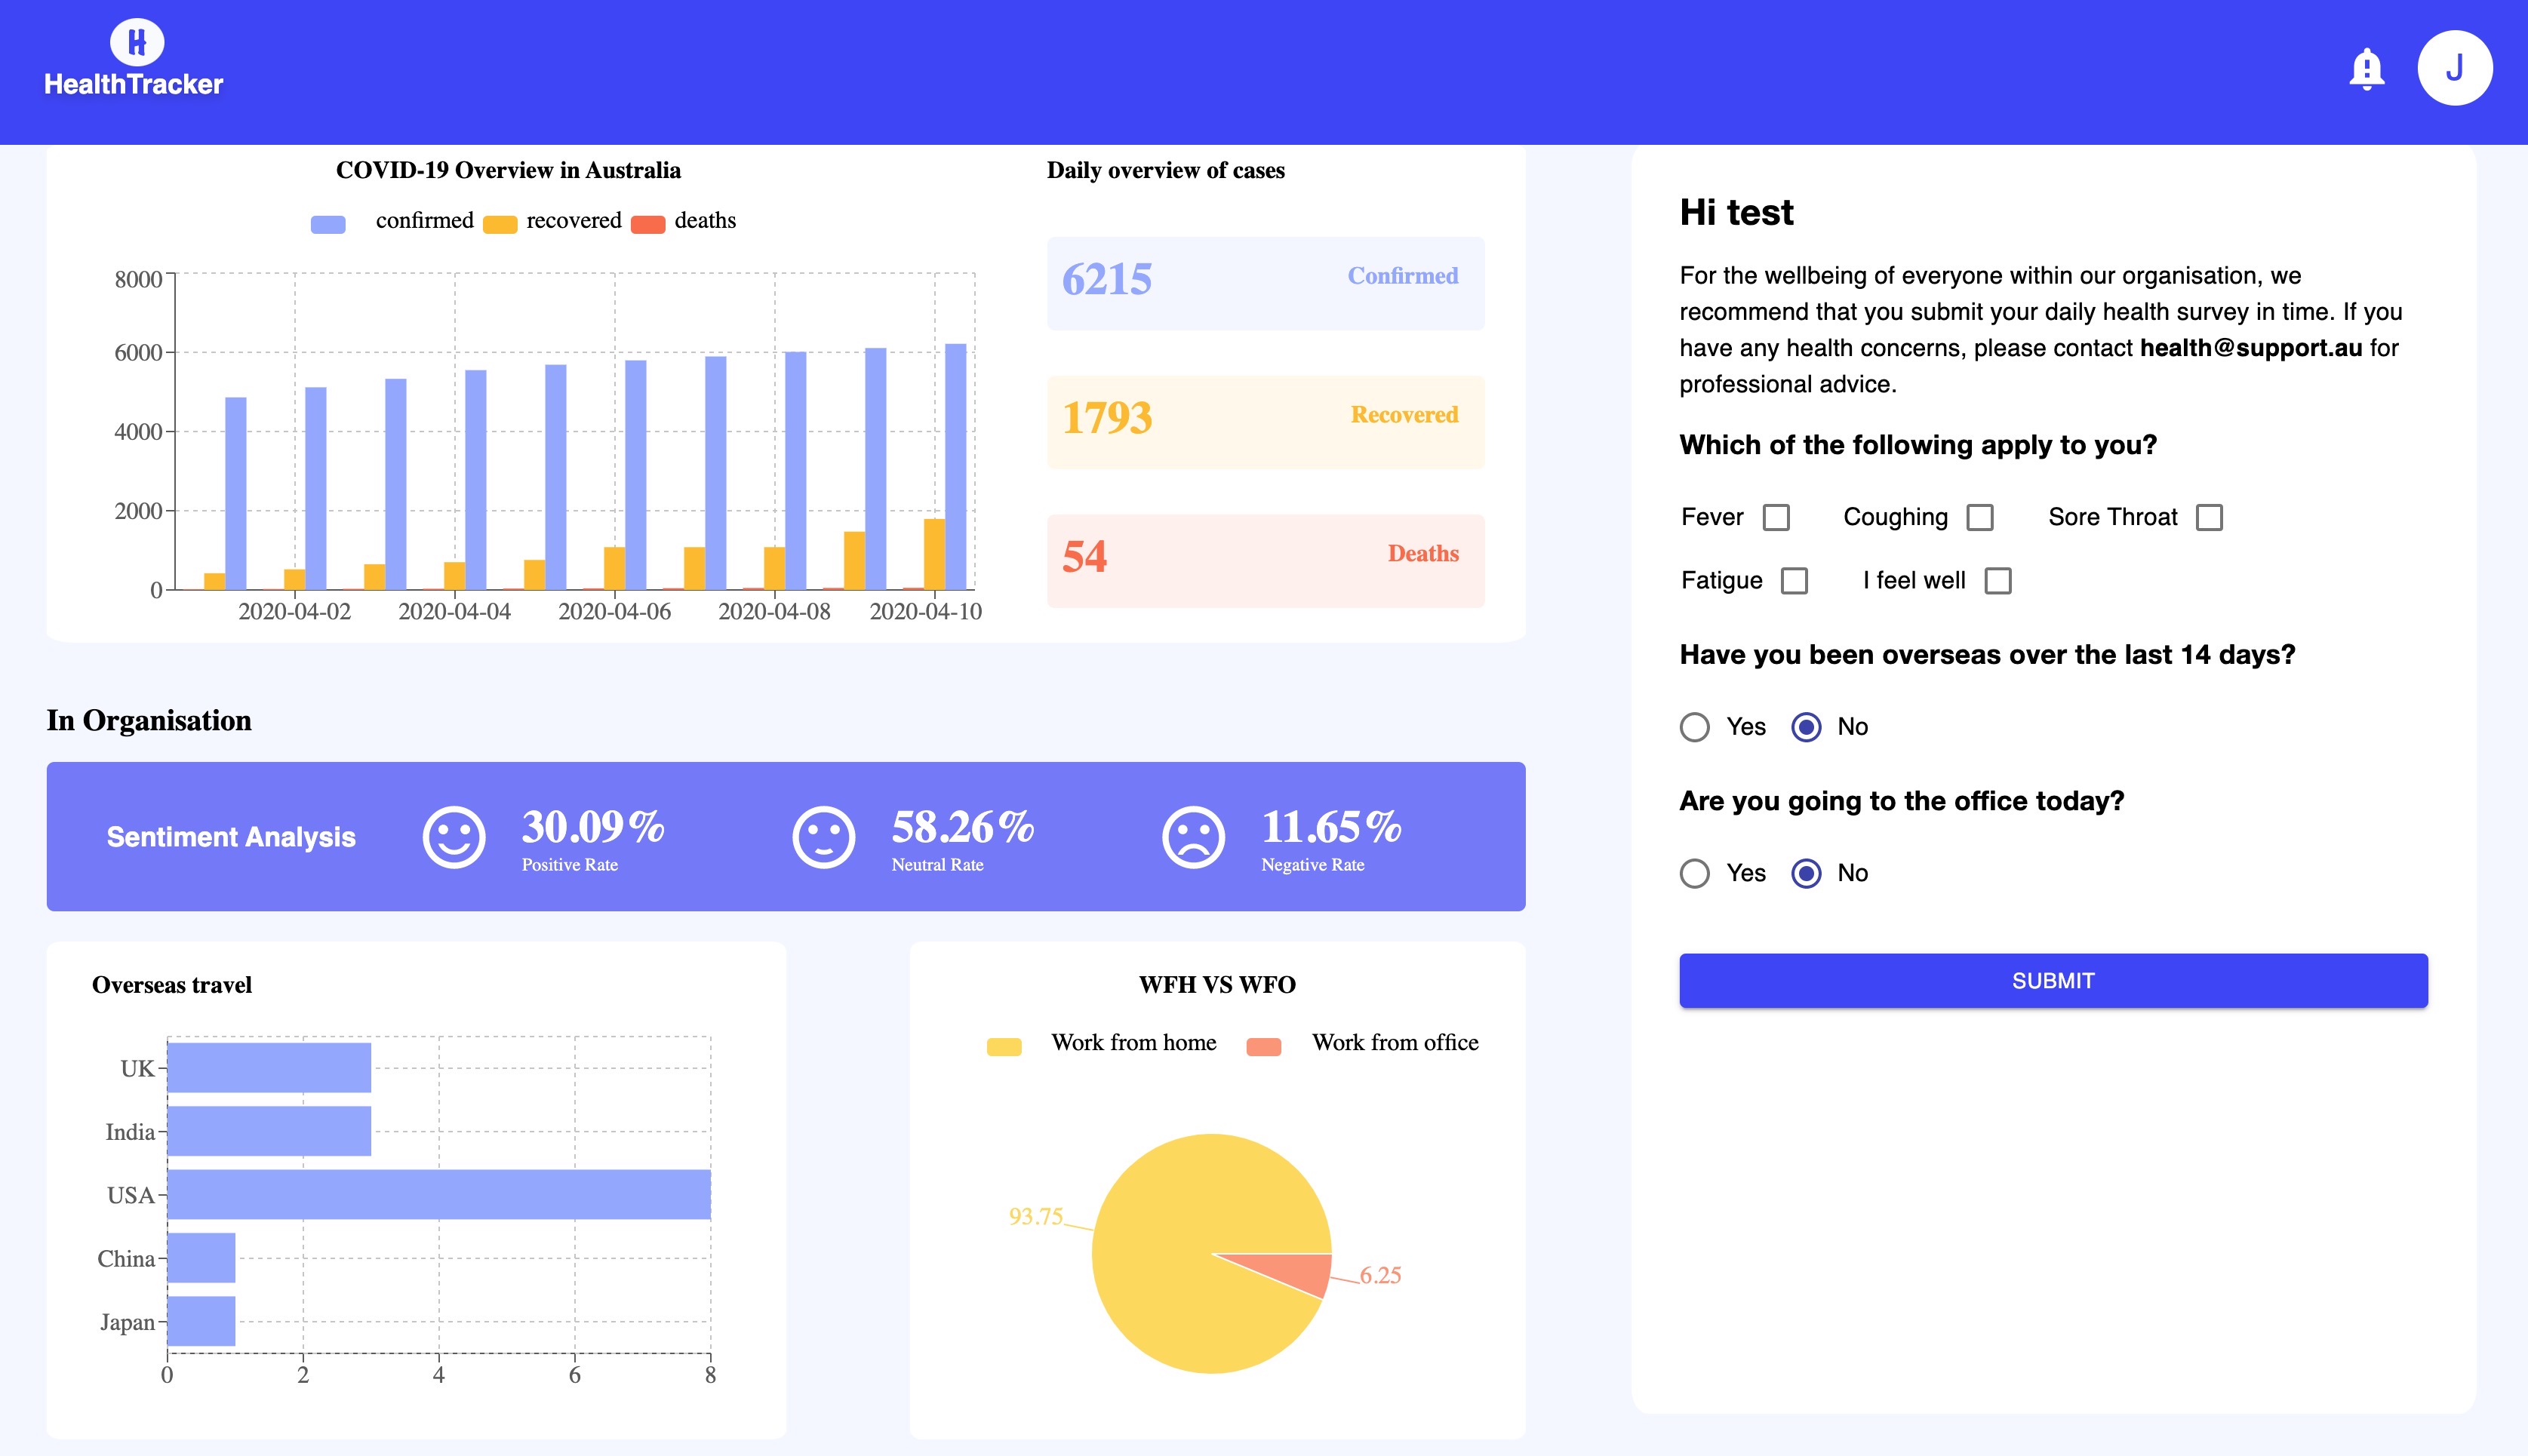 H
HealthTracker
J
COVID-19 Overview in Australia
confirmed recovered deaths
8000
6000
4000
2000
0
2020-04-02 2020-04-04 2020-04-06 2020-04-08 2020-04-10
Daily overview of cases
6215 Confirmed
1793 Recovered
54 Deaths
In Organisation
Sentiment Analysis
30.09%
Positive Rate
58.26%
Neutral Rate
11.65%
Negative Rate
Overseas travel
UK
India
USA
China
Japan
0 2 4 6 8
WFH VS WFO
Work from home Work from office
93.75
6.25
Hi test
For the wellbeing of everyone within our organisation, we
recommend that you submit your daily health survey in time. If you
have any health concerns, please contact health@support.au for
professional advice.
Which of the following apply to you?
Fever Coughing Sore Throat
Fatigue I feel well
Have you been overseas over the last 14 days?
Yes No
Are you going to the office today?
Yes No
SUBMIT